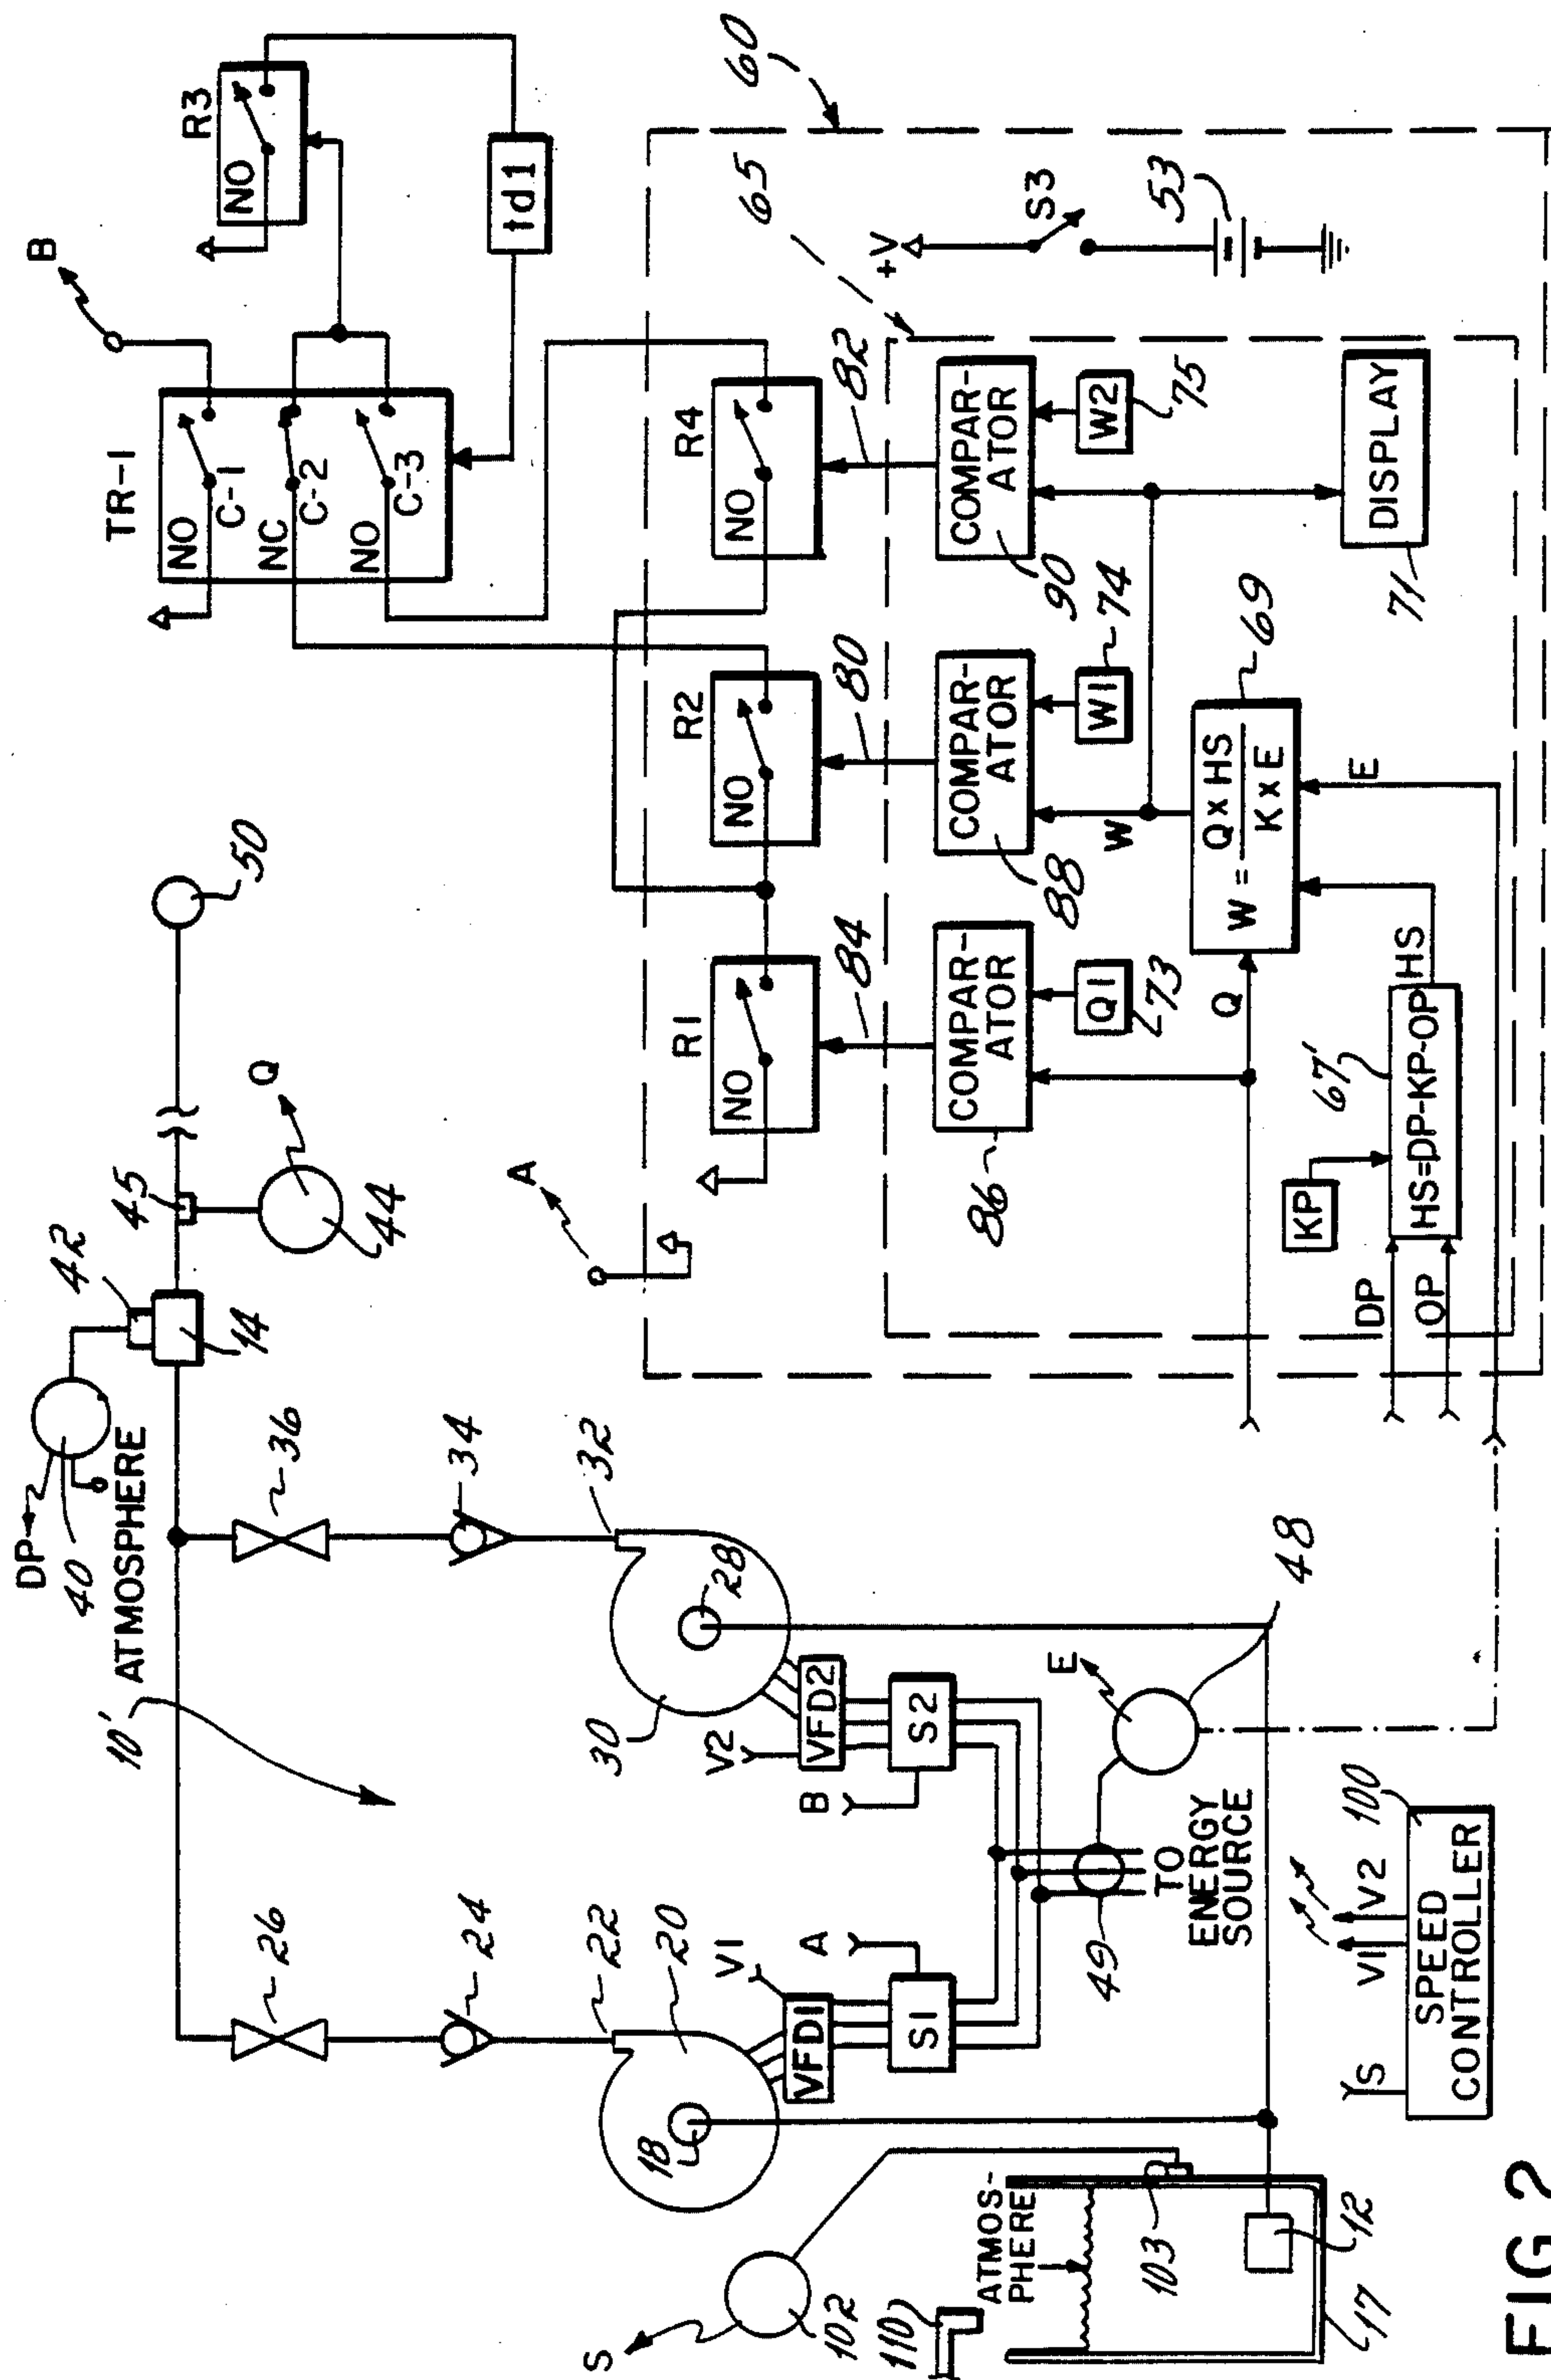 DP
40
ATMOSPHERE
42
14
45
44
Q
50
10'
26
24
22
20
18
36
34
32
30
28
V1
VFD1
A
S1
V2
VFD2
B
S2
49
TO
ENERGY
SOURCE
E
48
S
102
110
ATMOS-
PHERE
103
12
17
S
V1
V2
100
SPEED
CONTROLLER
A
B
TR-1
NO
C-1
NC
C-2
NO
C-3
R3
NO
td1
60
65
R1
NO
R2
NO
R4
NO
84
80
82
COMPAR-
ATOR
86
COMPAR-
ATOR
88
COMPAR-
ATOR
90
Q1
73
W1
74
W2
75
W
Q
W = Q x HS
K x E
69
E
DISPLAY
71
+V
S3
53
KP
67'
HS=DP-KP-OP
HS
DP
OP
FIG 2